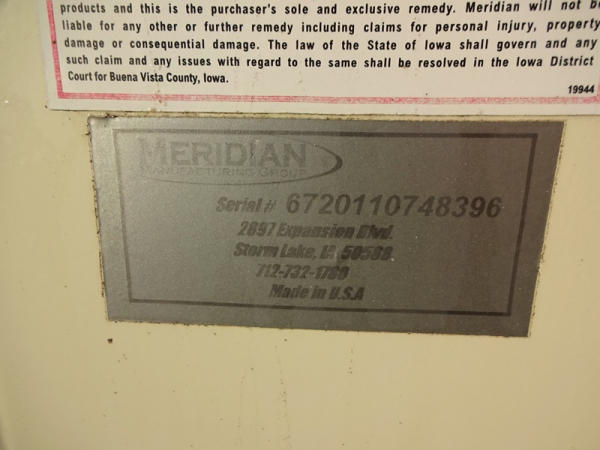 products and this is the purchaser's sole and exclusive remedy. Meridian will not be
liable for any other or further remedy including claims for personal injury, property
damage or consequential damage. The law of the State of Iowa shall govern and any
such claim and any issues with regard to the same shall be resolved in the Iowa District
Court for Buena Vista County, Iowa.
19944
MERIDIAN
MANUFACTURING GROUP
Serial # 6720110748396
2897 Expansion Blvd.
Storm Lake, IA 50588
712-732-1780
Made in U.S.A